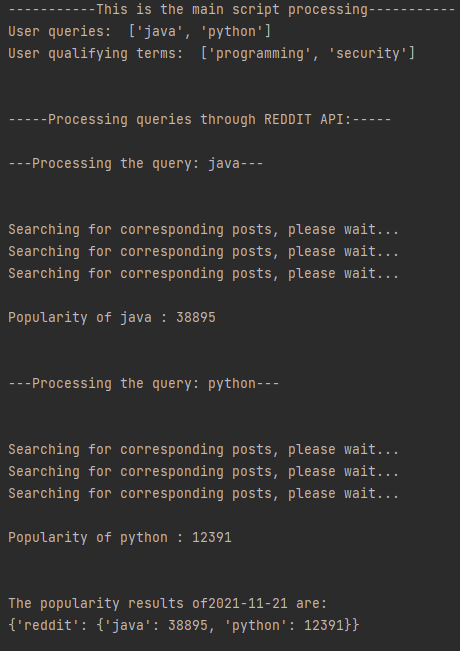 -----------This is the main script processing-----------
User queries:  ['java', 'python']
User qualifying terms:  ['programming', 'security']
-----Processing queries through REDDIT API:-----
---Processing the query: java---
Searching for corresponding posts, please wait...
Searching for corresponding posts, please wait...
Searching for corresponding posts, please wait...
Popularity of java : 38895
---Processing the query: python---
Searching for corresponding posts, please wait...
Searching for corresponding posts, please wait...
Searching for corresponding posts, please wait...
Popularity of python : 12391
The popularity results of2021-11-21 are:
{'reddit': {'java': 38895, 'python': 12391}}